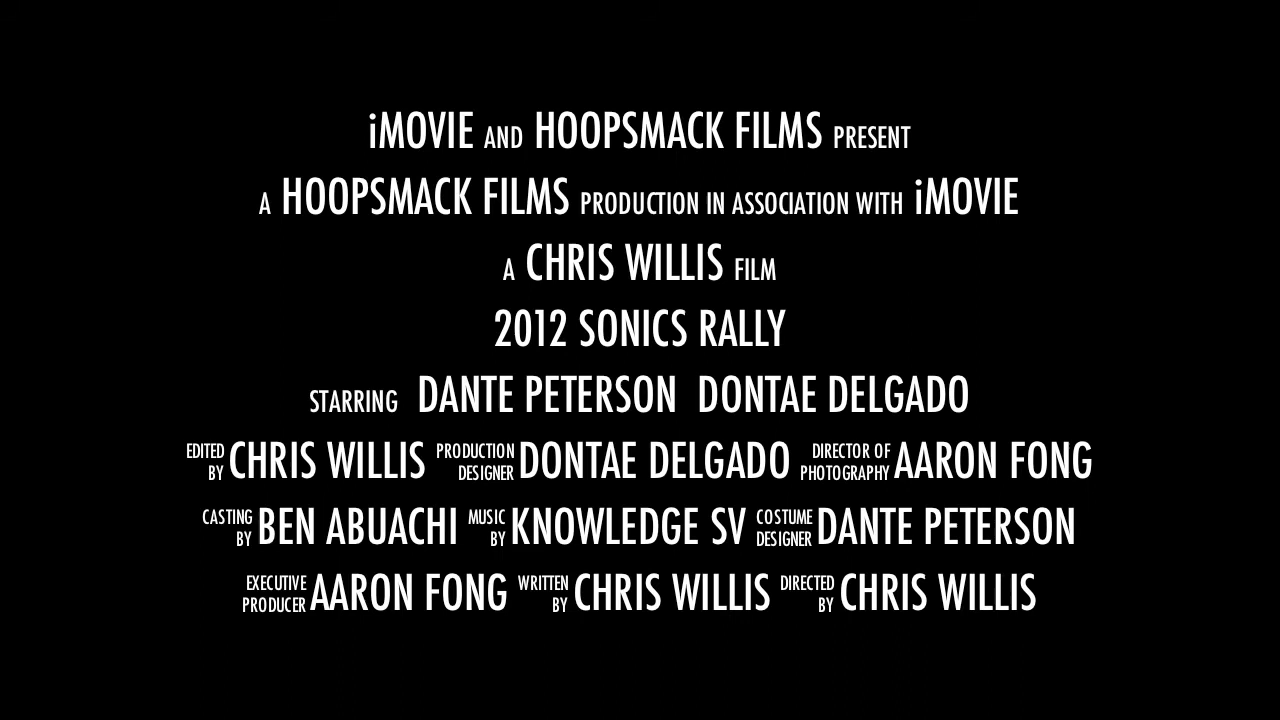 iMOVIE AND HOOPSMACK FILMS PRESENT
A HOOPSMACK FILMS PRODUCTION IN ASSOCIATION WITH iMOVIE
A CHRIS WILLIS FILM
2012 SONICS RALLY
STARRING DANTE PETERSON DONTAE DELGADO
EDITED BY CHRIS WILLIS PRODUCTION DESIGNER DONTAE DELGADO DIRECTOR OF PHOTOGRAPHY AARON FONG
CASTING BY BEN ABUACHI MUSIC BY KNOWLEDGE SV COSTUME DESIGNER DANTE PETERSON
EXECUTIVE PRODUCER AARON FONG WRITTEN BY CHRIS WILLIS DIRECTED BY CHRIS WILLIS